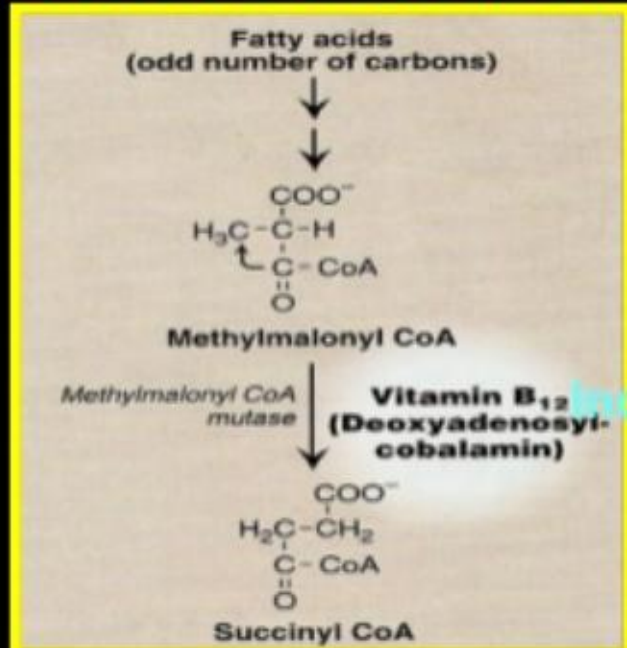 Fatty acids
(odd number of carbons)
COO⁻
H₃C-C-H
C-CoA
O
Methylmalonyl CoA
Methylmalonyl CoA
mutase
Vitamin B₁₂
(Deoxyadenosyl-
cobalamin)
COO⁻
H₂C-CH₂
C-CoA
O
Succinyl CoA